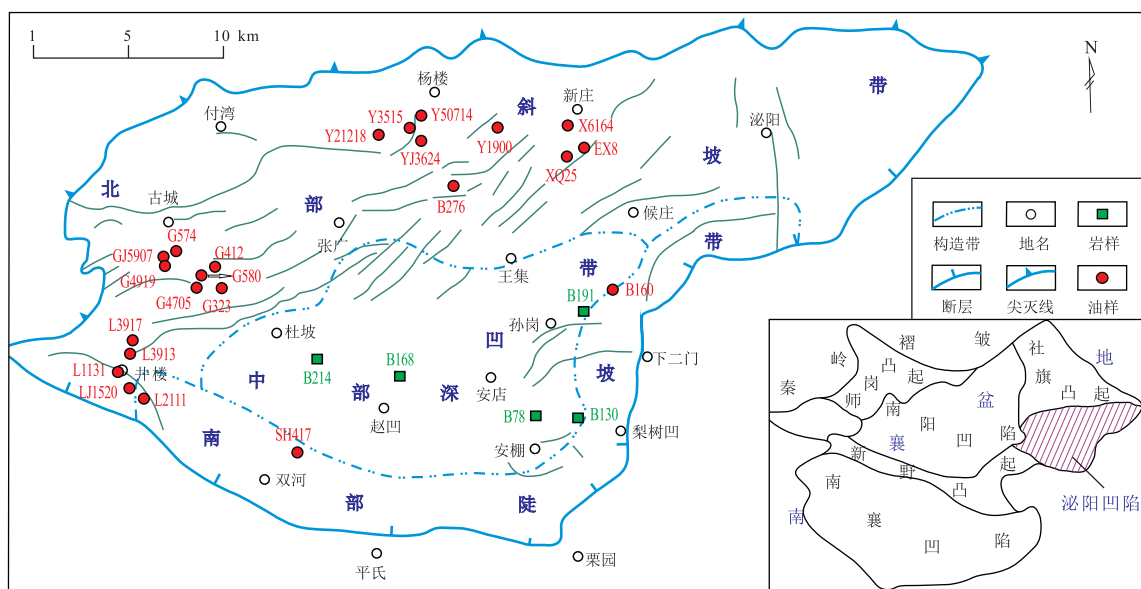 1 5 10 km
N
杨楼
付湾
新庄
泌阳
古城
张广
候庄
王集
杜坡
孙岗
下二门
井楼
安店
赵凹
梨树凹
安棚
双河
平氏
栗园
北部斜坡带
中部深凹带
南部陡坡带
Y3515
Y50714
Y21218
YJ3624
Y1900
X6164
EX8
XQ25
B276
G574
GJ5907
G412
G4919
G580
G4705
G323
L3917
L3913
L1131
LJ1520
L2111
SH417
B160
B191
B214
B168
B78
B130
构造带
地名
岩样
断层
尖灭线
油样
秦岭褶皱
地
师岗凸起
社旗凸起
南阳凹陷
襄
盆
新野凸起
南
南襄凹陷
泌阳凹陷